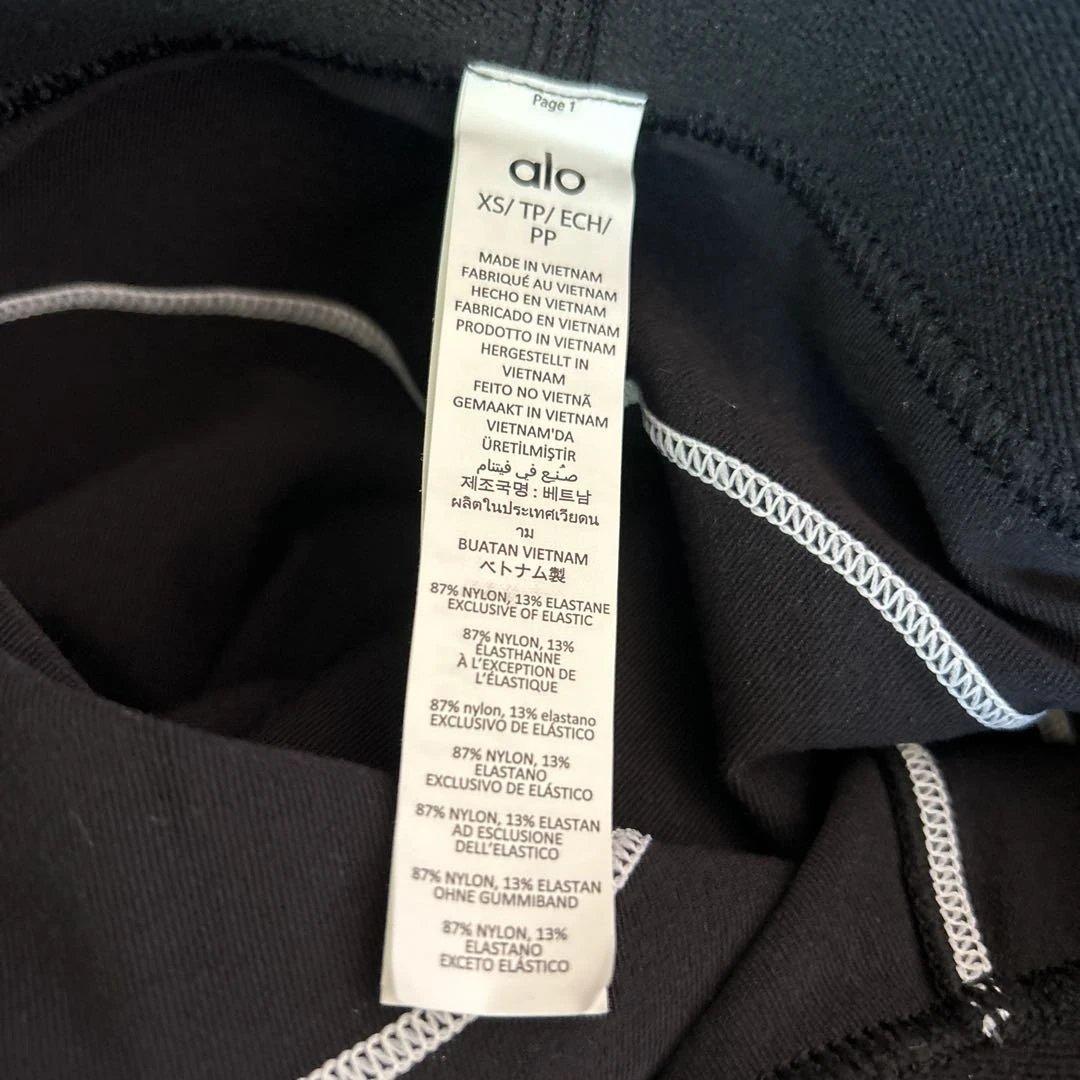 Page 1
alo
XS/ TP/ ECH/
PP
MADE IN VIETNAM
FABRIQUÉ AU VIETNAM
HECHO EN VIETNAM
FABRICADO EN VIETNAM
PRODOTTO IN VIETNAM
HERGESTELLT IN
VIETNAM
FEITO NO VIETNÃ
GEMAAKT IN VIETNAM
VIETNAM'DA
ÜRETİLMİŞTİR
صُنِع في فيتنام
제조국명 : 베트남
ผลิตในประเทศเวียดน
าม
BUATAN VIETNAM
ベトナム製
87% NYLON, 13% ELASTANE
EXCLUSIVE OF ELASTIC
87% NYLON, 13%
ÉLASTHANNE
À L'EXCEPTION DE
L'ÉLASTIQUE
87% nylon, 13% elastano
EXCLUSIVO DE ELÁSTICO
87% NYLON, 13%
ELASTANO
EXCLUSIVO DE ELÁSTICO
87% NYLON, 13% ELASTAN
AD ESCLUSIONE
DELL'ELASTICO
87% NYLON, 13% ELASTAN
OHNE GUMMIBAND
87% NYLON, 13%
ELASTANO
EXCETO ELÁSTICO